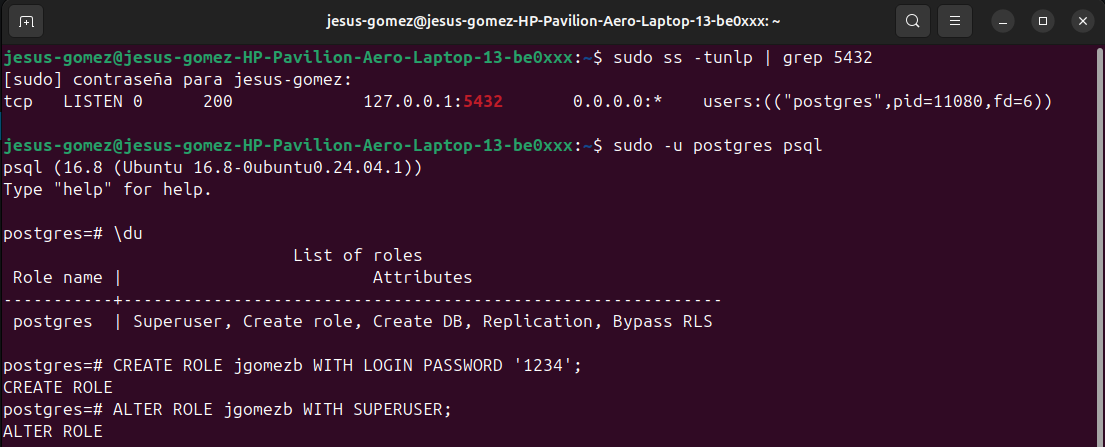 jesus-gomez@jesus-gomez-HP-Pavilion-Aero-Laptop-13-be0xxx: ~
jesus-gomez@jesus-gomez-HP-Pavilion-Aero-Laptop-13-be0xxx:~$ sudo ss -tunlp | grep 5432
[sudo] contraseña para jesus-gomez:
tcp   LISTEN 0      200               127.0.0.1:5432       0.0.0.0:*    users:(("postgres",pid=11080,fd=6))
jesus-gomez@jesus-gomez-HP-Pavilion-Aero-Laptop-13-be0xxx:~$ sudo -u postgres psql
psql (16.8 (Ubuntu 16.8-0ubuntu0.24.04.1))
Type "help" for help.
postgres=# \du
                             List of roles
 Role name |                         Attributes
-----------+------------------------------------------------------------
 postgres  | Superuser, Create role, Create DB, Replication, Bypass RLS
postgres=# CREATE ROLE jgomezb WITH LOGIN PASSWORD '1234';
CREATE ROLE
postgres=# ALTER ROLE jgomezb WITH SUPERUSER;
ALTER ROLE